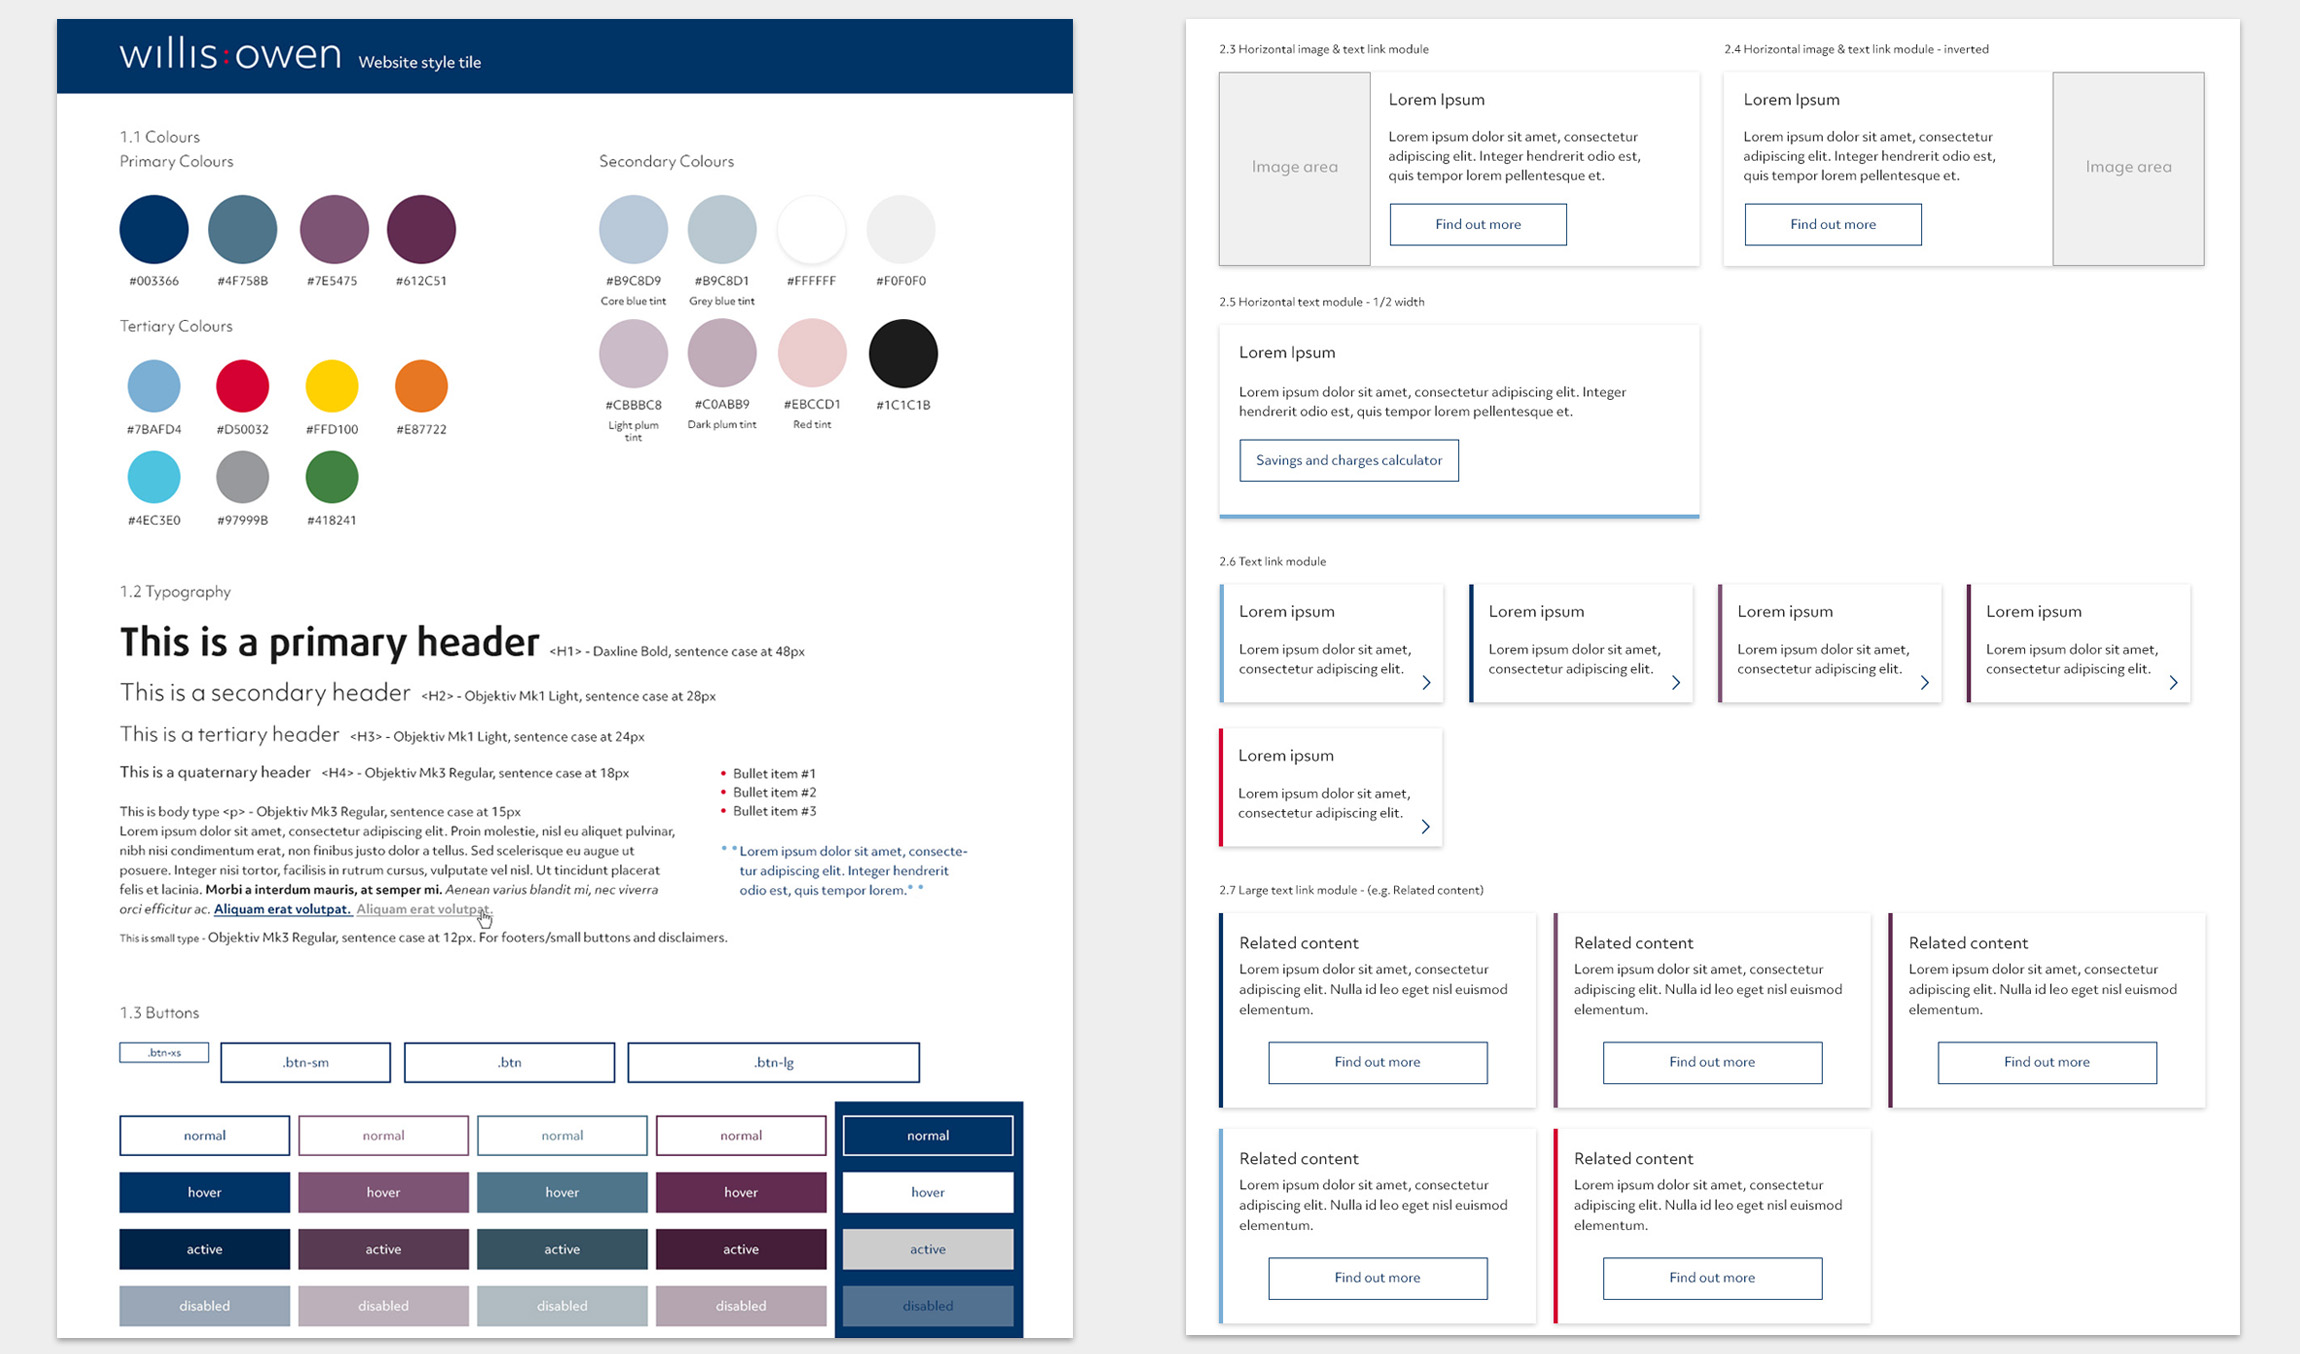 willis:owen Website style tile
1.1 Colours
Primary Colours
#003366 #4F758B #7E5475 #612C51
Secondary Colours
#B9C8D9 #B9C8D1 #FFFFFF #F0F0F0
Core blue tint Grey blue tint
#CBBBC8 #C0ABB9 #EBCCD1 #1C1C1B
Light plum Dark plum tint Red tint
tint
Tertiary Colours
#7BAFD4 #D50032 #FFD100 #E87722
#4EC3E0 #97999B #418241
1.2 Typography
This is a primary header <H1> - Daxline Bold, sentence case at 48px
This is a secondary header <H2> - Objektiv Mk1 Light, sentence case at 28px
This is a tertiary header <H3> - Objektiv Mk1 Light, sentence case at 24px
This is a quaternary header <H4> - Objektiv Mk3 Regular, sentence case at 18px
This is body type <p> - Objektiv Mk3 Regular, sentence case at 15px
Lorem ipsum dolor sit amet, consectetur adipiscing elit. Proin molestie, nisl eu aliquet pulvinar,
nibh nisi condimentum erat, non finibus justo dolor a tellus. Sed scelerisque eu augue ut
posuere. Integer nisi tortor, facilisis in rutrum cursus, vulputate vel nisl. Ut tincidunt placerat
felis et lacinia. Morbi a interdum mauris, at semper mi. Aenean varius blandit mi, nec viverra
orci efficitur ac. Aliquam erat volutpat. Aliquam erat volutpat.
This is small type - Objektiv Mk3 Regular, sentence case at 12px. For footers/small buttons and disclaimers.
• Bullet item #1
• Bullet item #2
• Bullet item #3
Lorem ipsum dolor sit amet, consecte-
tur adipiscing elit. Integer hendrerit
odio est, quis tempor lorem.
1.3 Buttons
.btn-xs .btn-sm .btn .btn-lg
normal normal normal normal normal
hover hover hover hover hover
active active active active active
disabled disabled disabled disabled disabled
2.3 Horizontal image & text link module
Image area
Lorem Ipsum
Lorem ipsum dolor sit amet, consectetur
adipiscing elit. Integer hendrerit odio est,
quis tempor lorem pellentesque et.
Find out more
2.4 Horizontal image & text link module - inverted
Lorem Ipsum
Lorem ipsum dolor sit amet, consectetur
adipiscing elit. Integer hendrerit odio est,
quis tempor lorem pellentesque et.
Find out more
Image area
2.5 Horizontal text module - 1/2 width
Lorem Ipsum
Lorem ipsum dolor sit amet, consectetur adipiscing elit. Integer
hendrerit odio est, quis tempor lorem pellentesque et.
Savings and charges calculator
2.6 Text link module
Lorem ipsum
Lorem ipsum dolor sit amet,
consectetur adipiscing elit.
Lorem ipsum
Lorem ipsum dolor sit amet,
consectetur adipiscing elit.
Lorem ipsum
Lorem ipsum dolor sit amet,
consectetur adipiscing elit.
Lorem ipsum
Lorem ipsum dolor sit amet,
consectetur adipiscing elit.
Lorem ipsum
Lorem ipsum dolor sit amet,
consectetur adipiscing elit.
2.7 Large text link module - (e.g. Related content)
Related content
Lorem ipsum dolor sit amet, consectetur
adipiscing elit. Nulla id leo eget nisl euismod
elementum.
Find out more
Related content
Lorem ipsum dolor sit amet, consectetur
adipiscing elit. Nulla id leo eget nisl euismod
elementum.
Find out more
Related content
Lorem ipsum dolor sit amet, consectetur
adipiscing elit. Nulla id leo eget nisl euismod
elementum.
Find out more
Related content
Lorem ipsum dolor sit amet, consectetur
adipiscing elit. Nulla id leo eget nisl euismod
elementum.
Find out more
Related content
Lorem ipsum dolor sit amet, consectetur
adipiscing elit. Nulla id leo eget nisl euismod
elementum.
Find out more